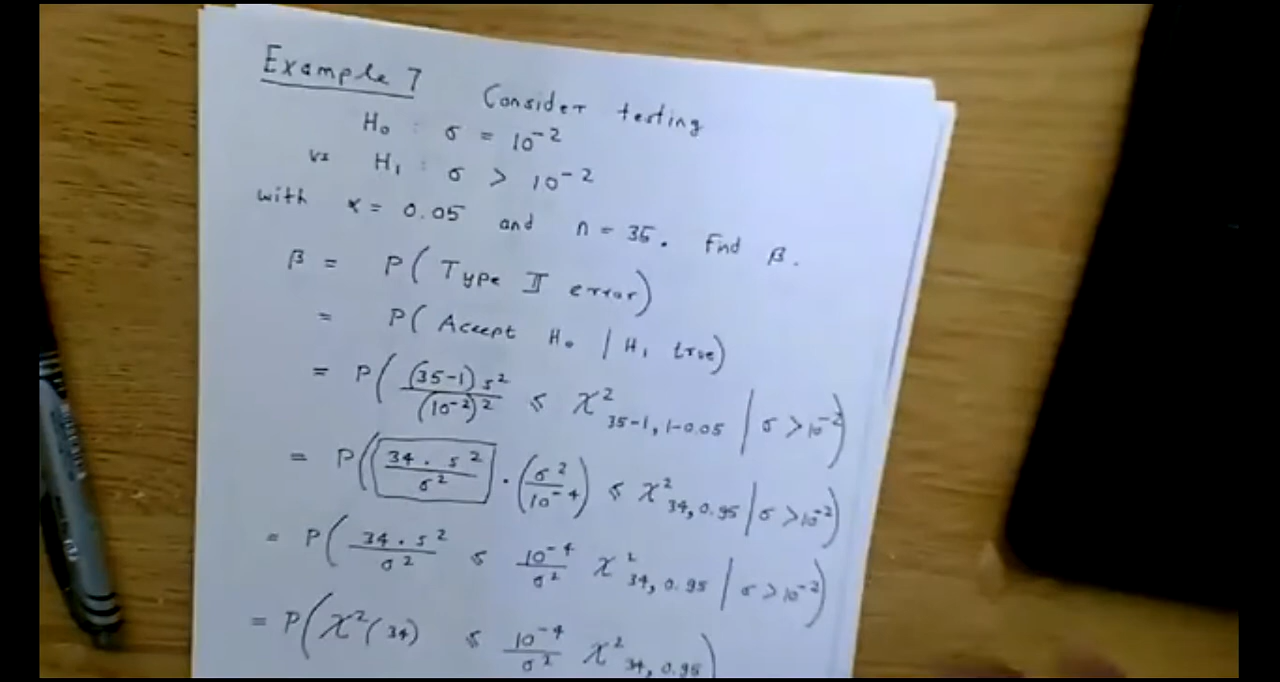 Example 7 Consider testing
H₀ : σ = 10⁻²
vs H₁ : σ > 10⁻²
with α = 0.05 and n = 35. Find β.
β = P(Type II error)
= P(Accept H₀ | H₁ true)
= P((35-1)s²/(10⁻²)² ≤ χ²₃₅₋₁, ₁₋₀.₀₅ | σ > 10⁻²)
= P(34 · s²/σ² · (σ²/10⁻⁴) ≤ χ²₃₄, ₀.₉₅ | σ > 10⁻²)
= P(34 · s²/σ² ≤ 10⁻⁴/σ² χ²₃₄, ₀.₉₅ | σ > 10⁻²)
= P(χ²(34) ≤ 10⁻⁴/σ² χ²₃₄, ₀.₉₅)